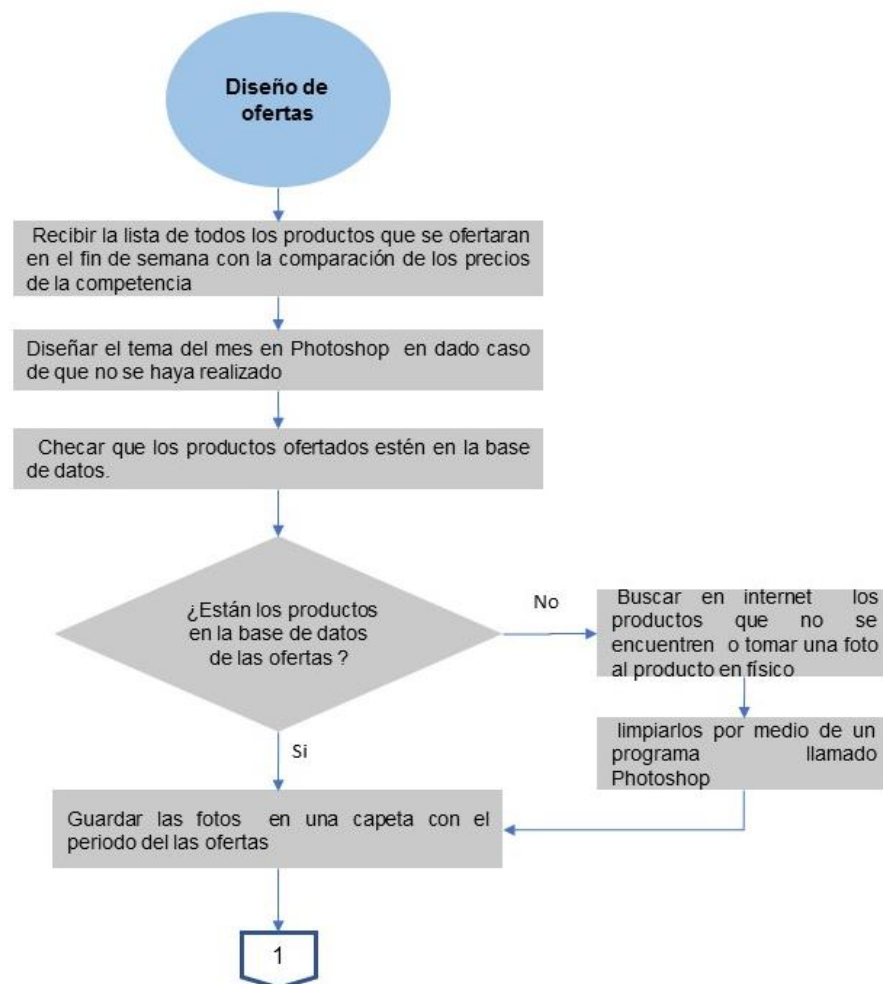 Diseño de
ofertas
Recibir la lista de todos los productos que se ofertaran
en el fin de semana con la comparación de los precios
de la competencia
Diseñar el tema del mes en Photoshop en dado caso
de que no se haya realizado
Checar que los productos ofertados estén en la base
de datos.
¿Están los productos
en la base de datos
de las ofertas ?
No
Buscar en internet los
productos que no se
encuentren o tomar una foto
al producto en físico
limpiarlos por medio de un
programa llamado
Photoshop
Si
Guardar las fotos en una capeta con el
periodo del las ofertas
1